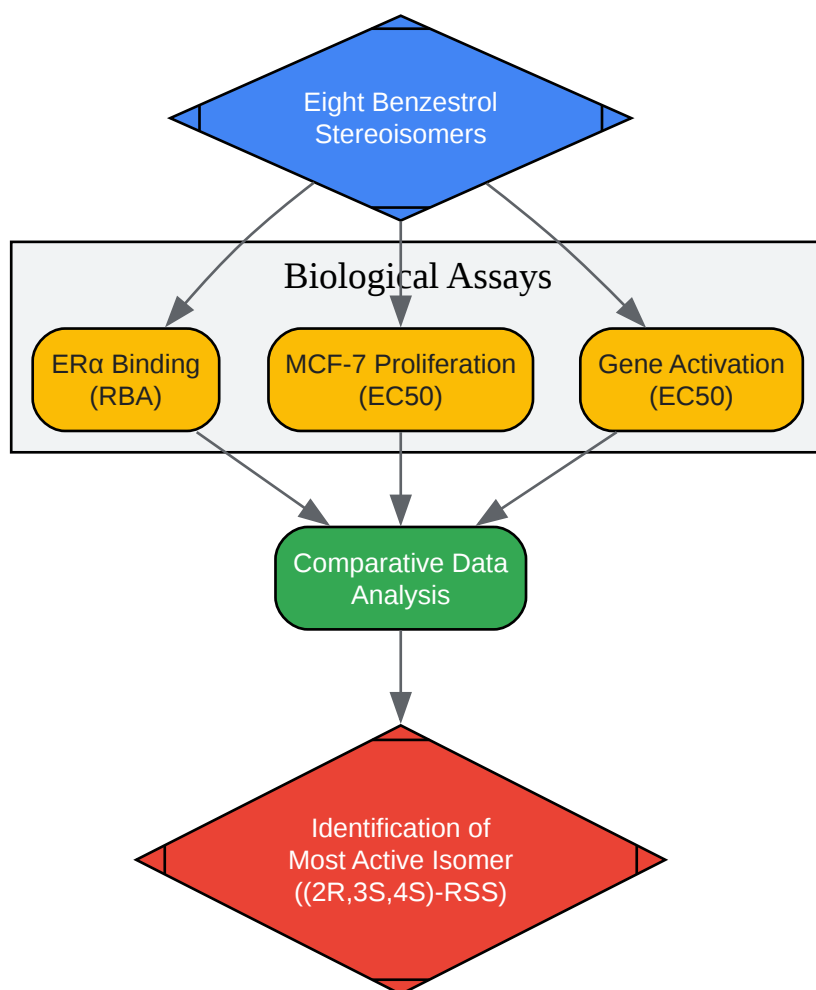 Eight Benzestrol
Stereoisomers
Biological Assays
ERα Binding
(RBA)
MCF-7 Proliferation
(EC50)
Gene Activation
(EC50)
Comparative Data
Analysis
Identification of
Most Active Isomer
((2R,3S,4S)-RSS)